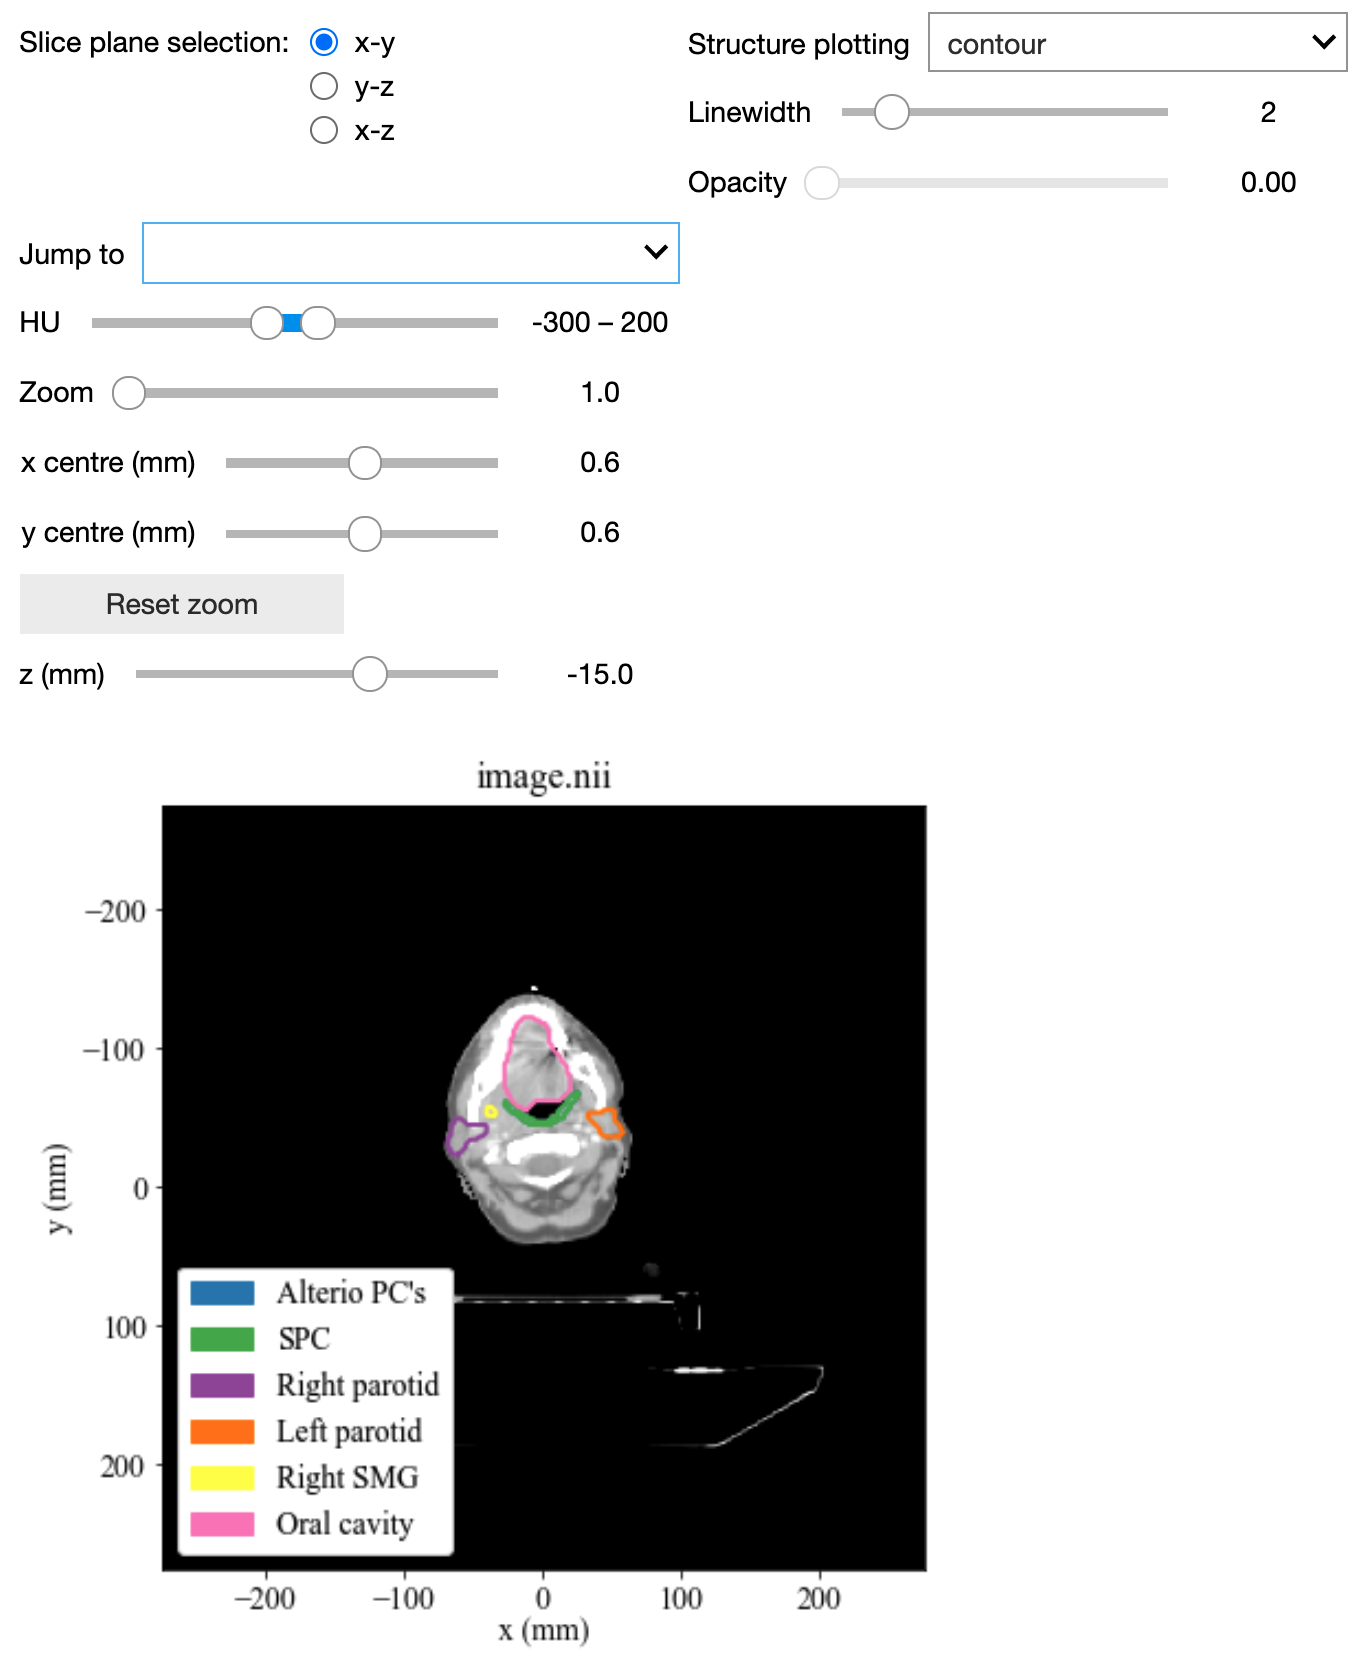 Slice plane selection: x-y
y-z
x-z
Structure plotting contour
Linewidth 2
Opacity 0.00
Jump to
HU -300 – 200
Zoom 1.0
x centre (mm) 0.6
y centre (mm) 0.6
Reset zoom
z (mm) -15.0
image.nii
y (mm)
−200
−100
0
100
200
Alterio PC's
SPC
Right parotid
Left parotid
Right SMG
Oral cavity
−200 −100 0 100 200
x (mm)